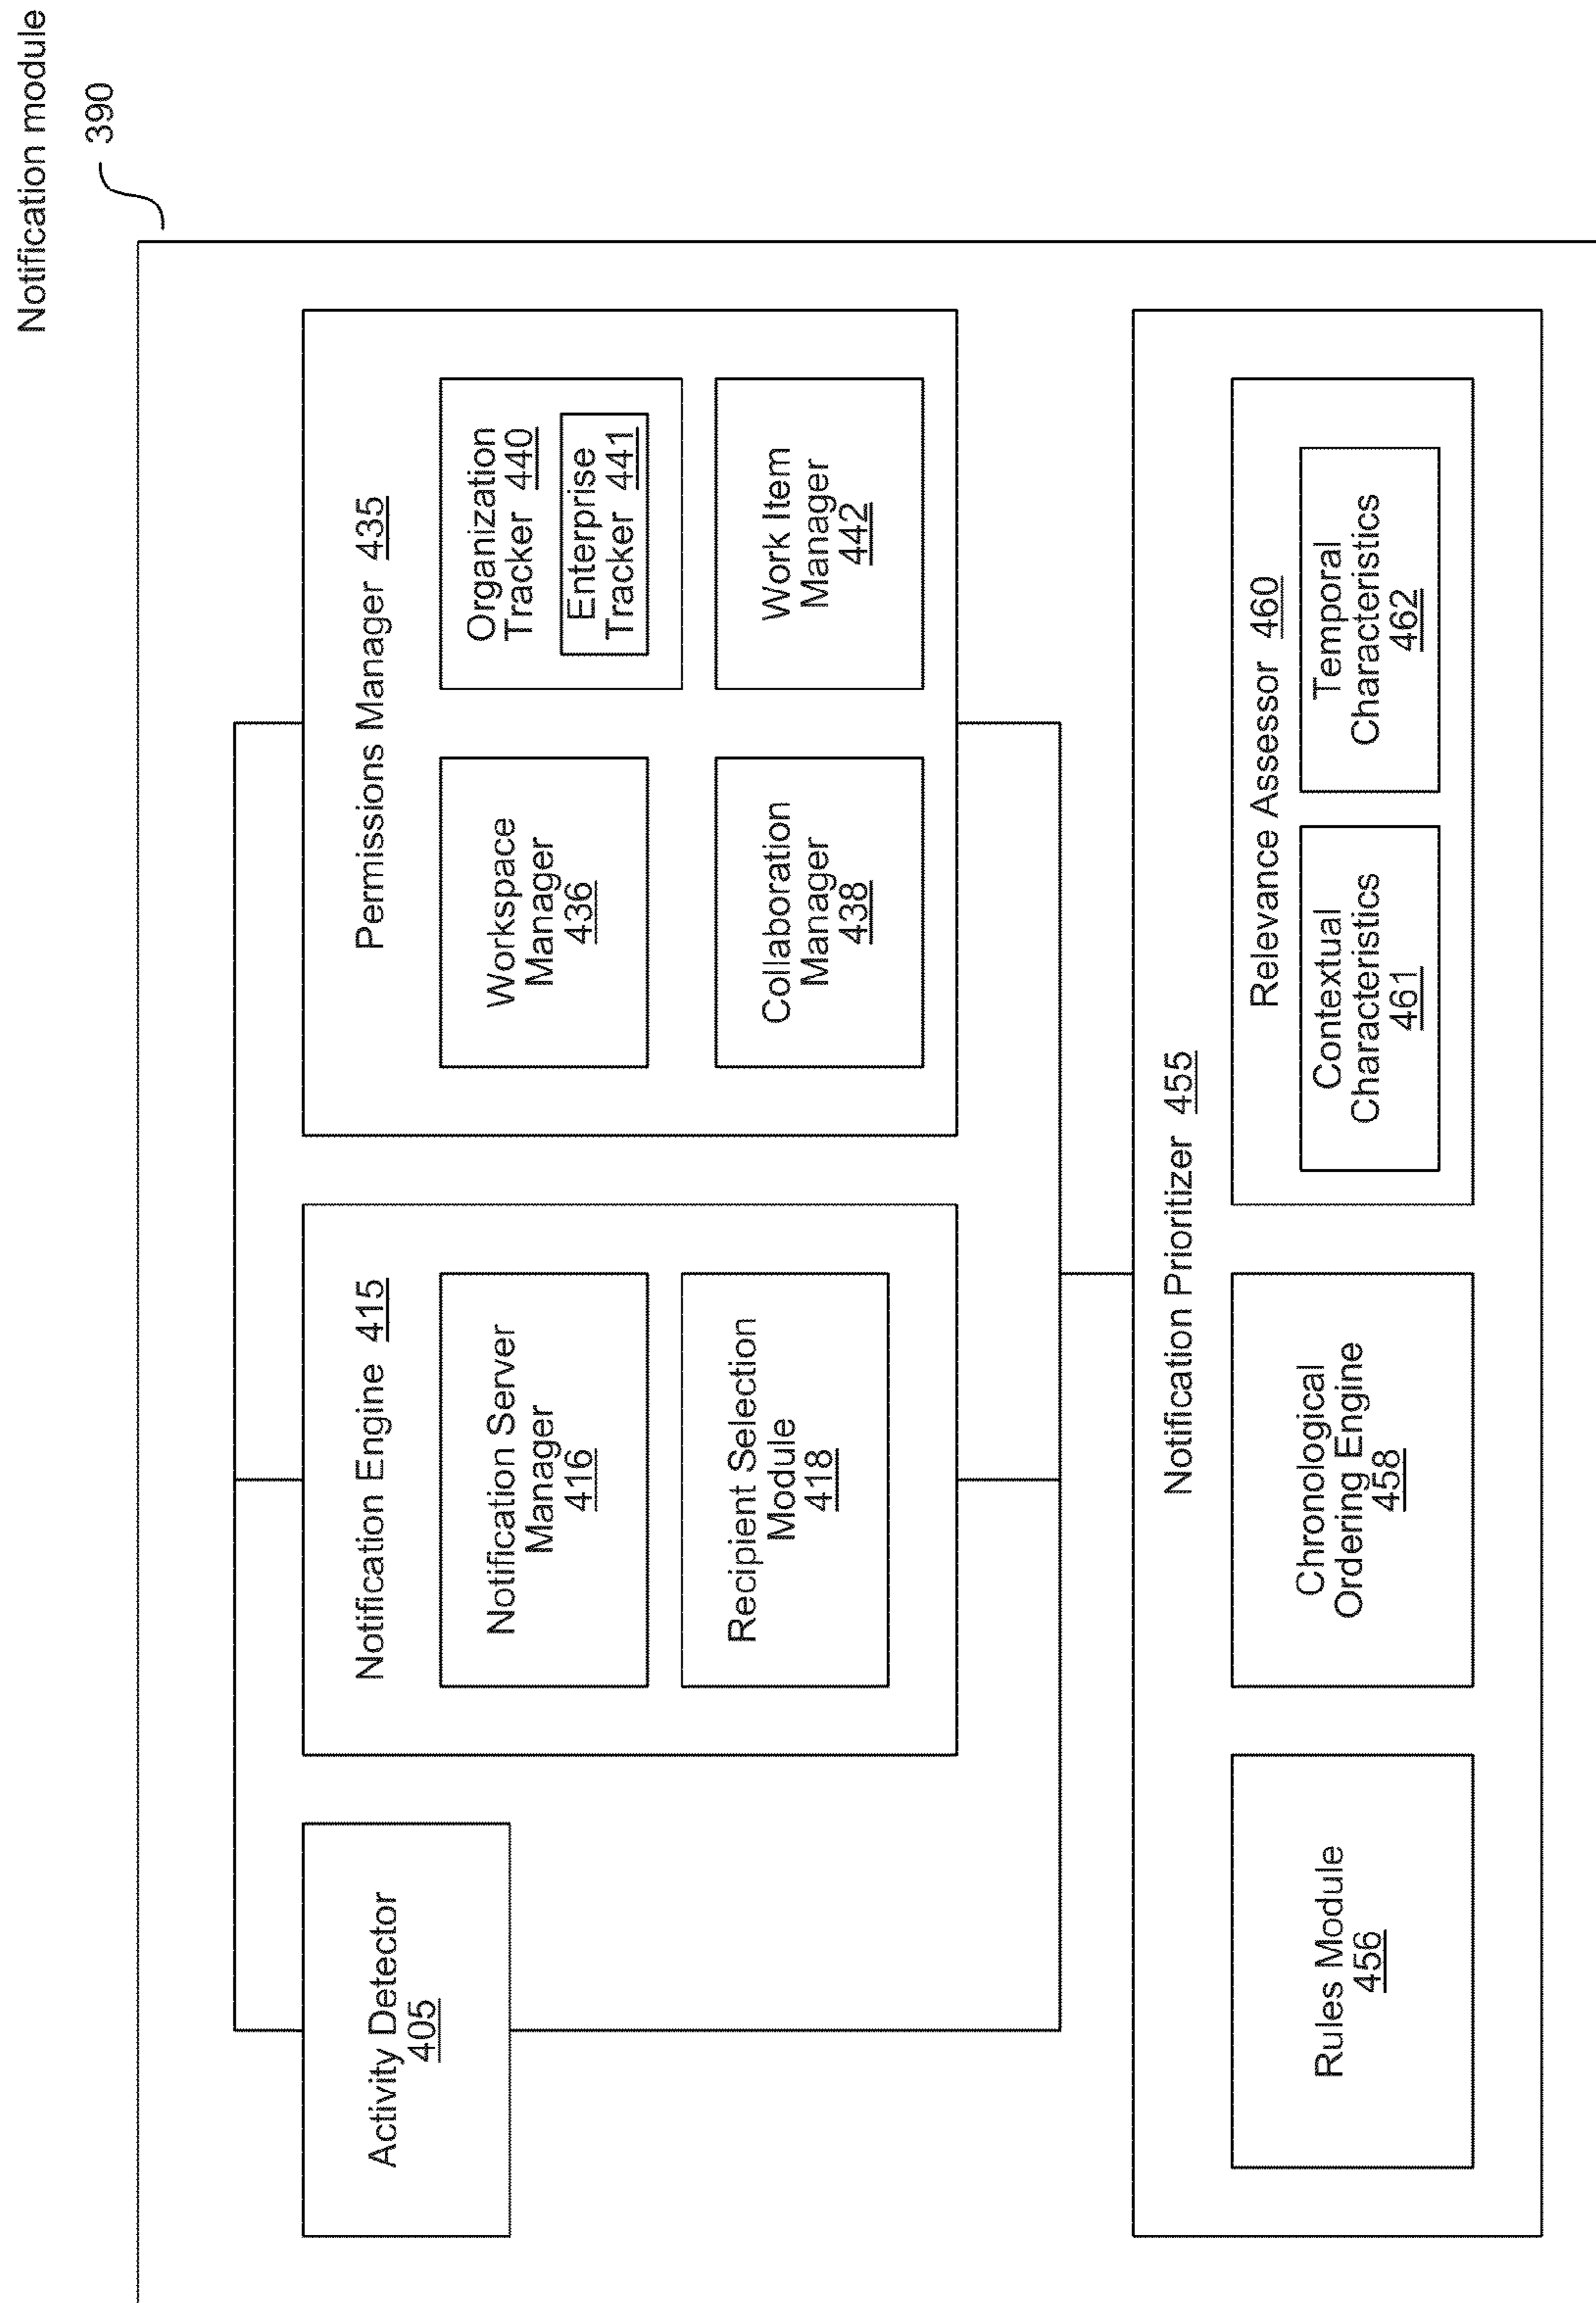 Notification module
390
Activity Detector
405
Notification Engine 415
Notification Server
Manager
416
Recipient Selection
Module
418
Permissions Manager 435
Workspace
Manager
436
Organization
Tracker 440
Enterprise
Tracker 441
Collaboration
Manager
438
Work Item
Manager
442
Notification Prioritizer 455
Rules Module
456
Chronological
Ordering Engine
458
Relevance Assessor 460
Contextual
Characteristics
461
Temporal
Characteristics
462